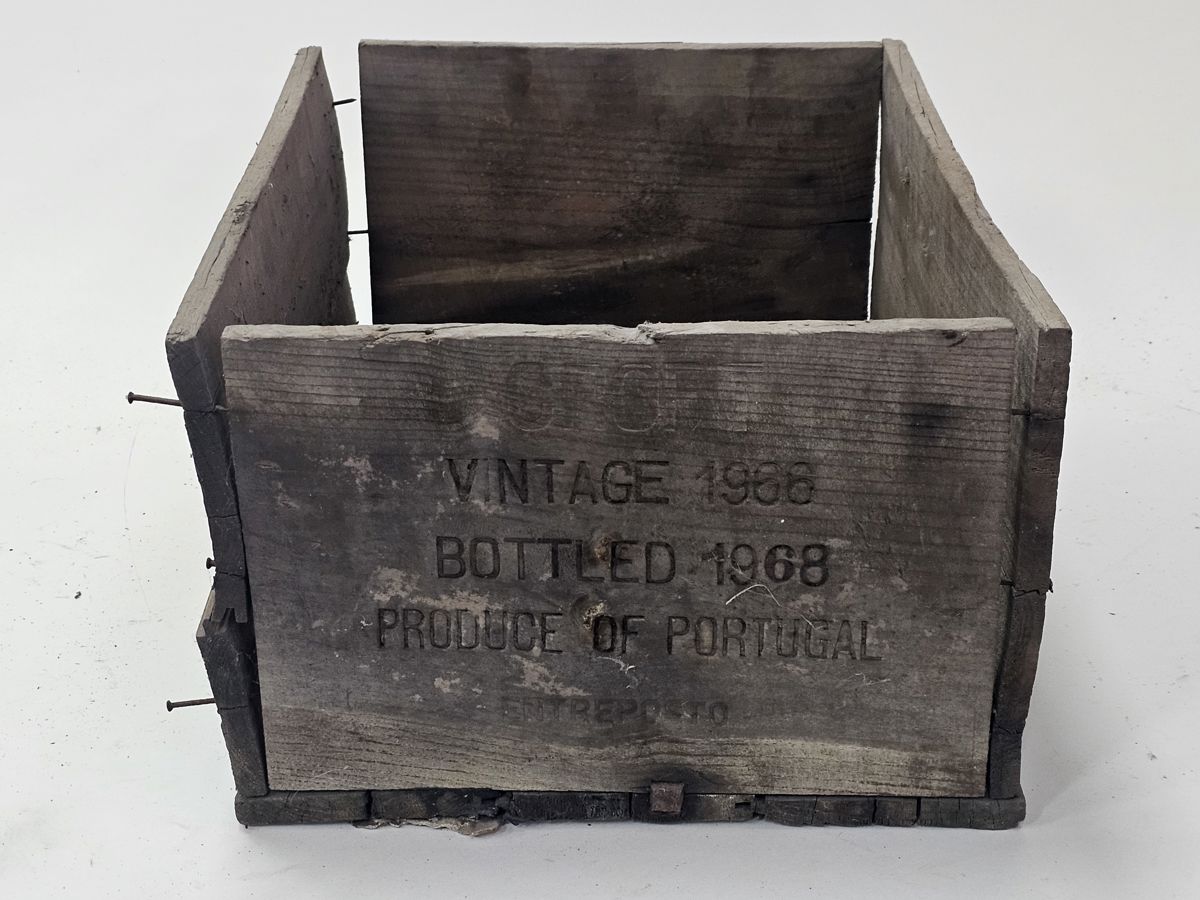 VINTAGE 1966
BOTTLED 1968
PRODUCE OF PORTUGAL
ENTREPOSTO